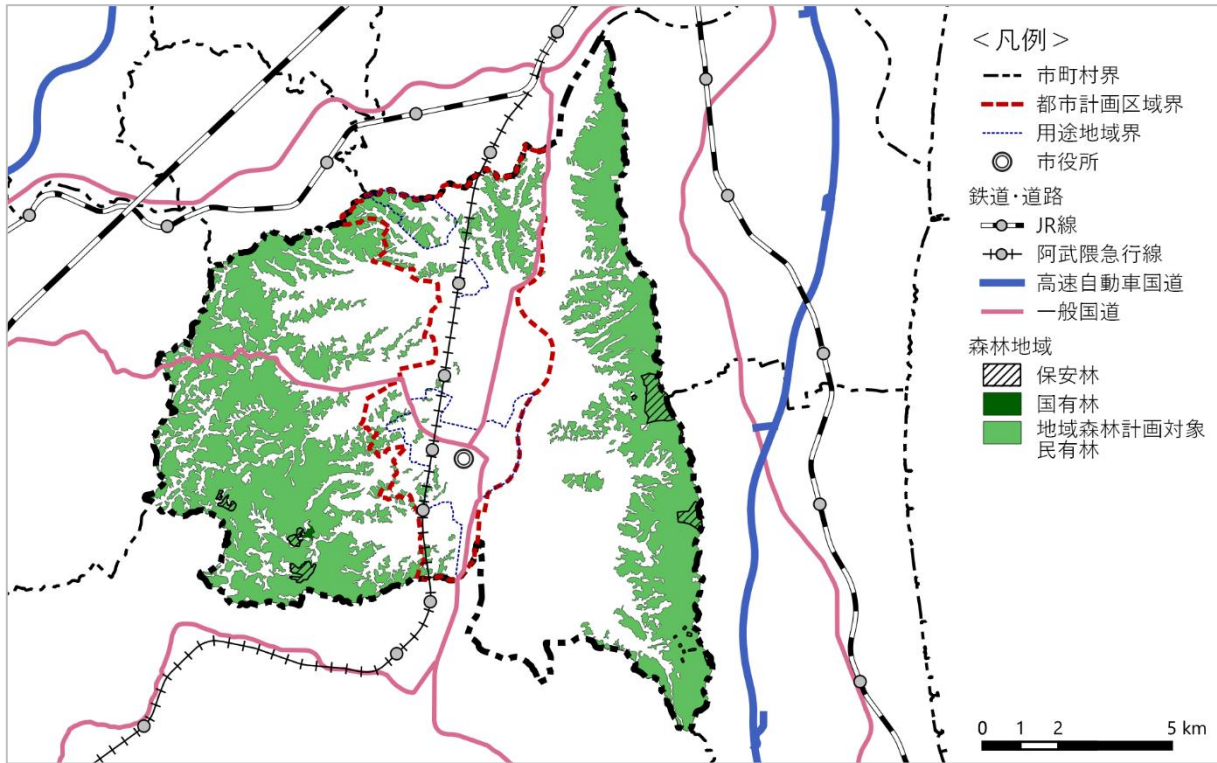 <凡例>
市町村界
都市計画区域界
用途地域界
市役所
鉄道・道路
JR線
阿武隈急行線
高速自動車国道
一般国道
森林地域
保安林
国有林
地域森林計画対象
民有林
0 1 2 5 km